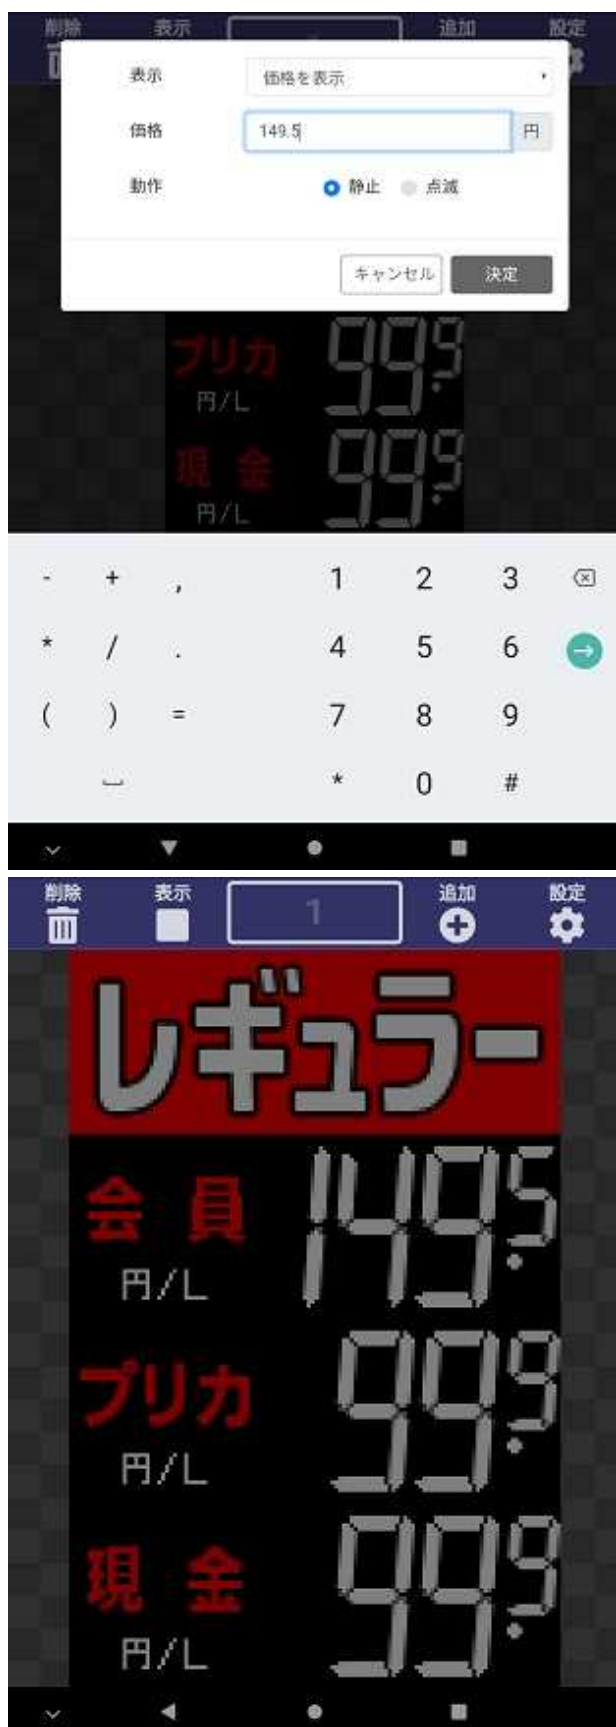 削除 表示 追加 設定
表示 価格を表示
価格 149.5 円
動作 静止 点滅
キャンセル 決定
プリカ 99.9
円/L
現金 99.9
円/L
- + , 1 2 3
* / . 4 5 6
( ) = 7 8 9
* 0 #
削除 表示 1 追加 設定
レギュラー
会員 149.5
円/L
プリカ 99.9
円/L
現金 99.9
円/L